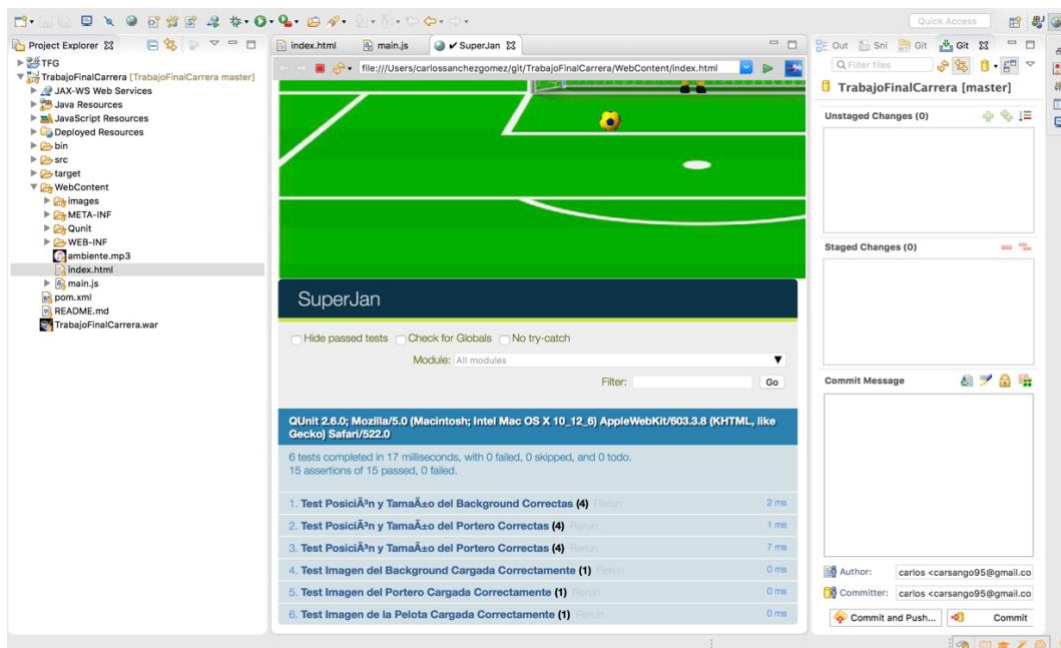 Quick Access
Project Explorer
TFG
TrabajoFinalCarrera [TrabajoFinalCarrera master]
JAX-WS Web Services
Java Resources
JavaScript Resources
Deployed Resources
bin
src
target
WebContent
images
META-INF
Qunit
WEB-INF
ambiente.mp3
index.html
main.js
pom.xml
README.md
TrabajoFinalCarrera.war
index.html main.js ✔ SuperJan
file:///Users/carlossanchezgomez/git/TrabajoFinalCarrera/WebContent/index.html
SuperJan
Hide passed tests Check for Globals No try-catch
Module: All modules
Filter: Go
QUnit 2.6.0; Mozilla/5.0 (Macintosh; Intel Mac OS X 10_12_6) AppleWebKit/603.3.8 (KHTML, like
Gecko) Safari/522.0
6 tests completed in 17 milliseconds, with 0 failed, 0 skipped, and 0 todo.
15 assertions of 15 passed, 0 failed.
1. Test PosiciÃ³n y TamaÃ±o del Background Correctas (4) Rerun 2 ms
2. Test PosiciÃ³n y TamaÃ±o del Portero Correctas (4) Rerun 1 ms
3. Test PosiciÃ³n y TamaÃ±o del Portero Correctas (4) Rerun 7 ms
4. Test Imagen del Background Cargada Correctamente (1) Rerun 0 ms
5. Test Imagen del Portero Cargada Correctamente (1) Rerun 0 ms
6. Test Imagen de la Pelota Cargada Correctamente (1) Rerun 0 ms
Out Sni Git Git
Filter files
TrabajoFinalCarrera [master]
Unstaged Changes (0)
Staged Changes (0)
Commit Message
Author: carlos <carsango95@gmail.co
Committer: carlos <carsango95@gmail.co
Commit and Push... Commit